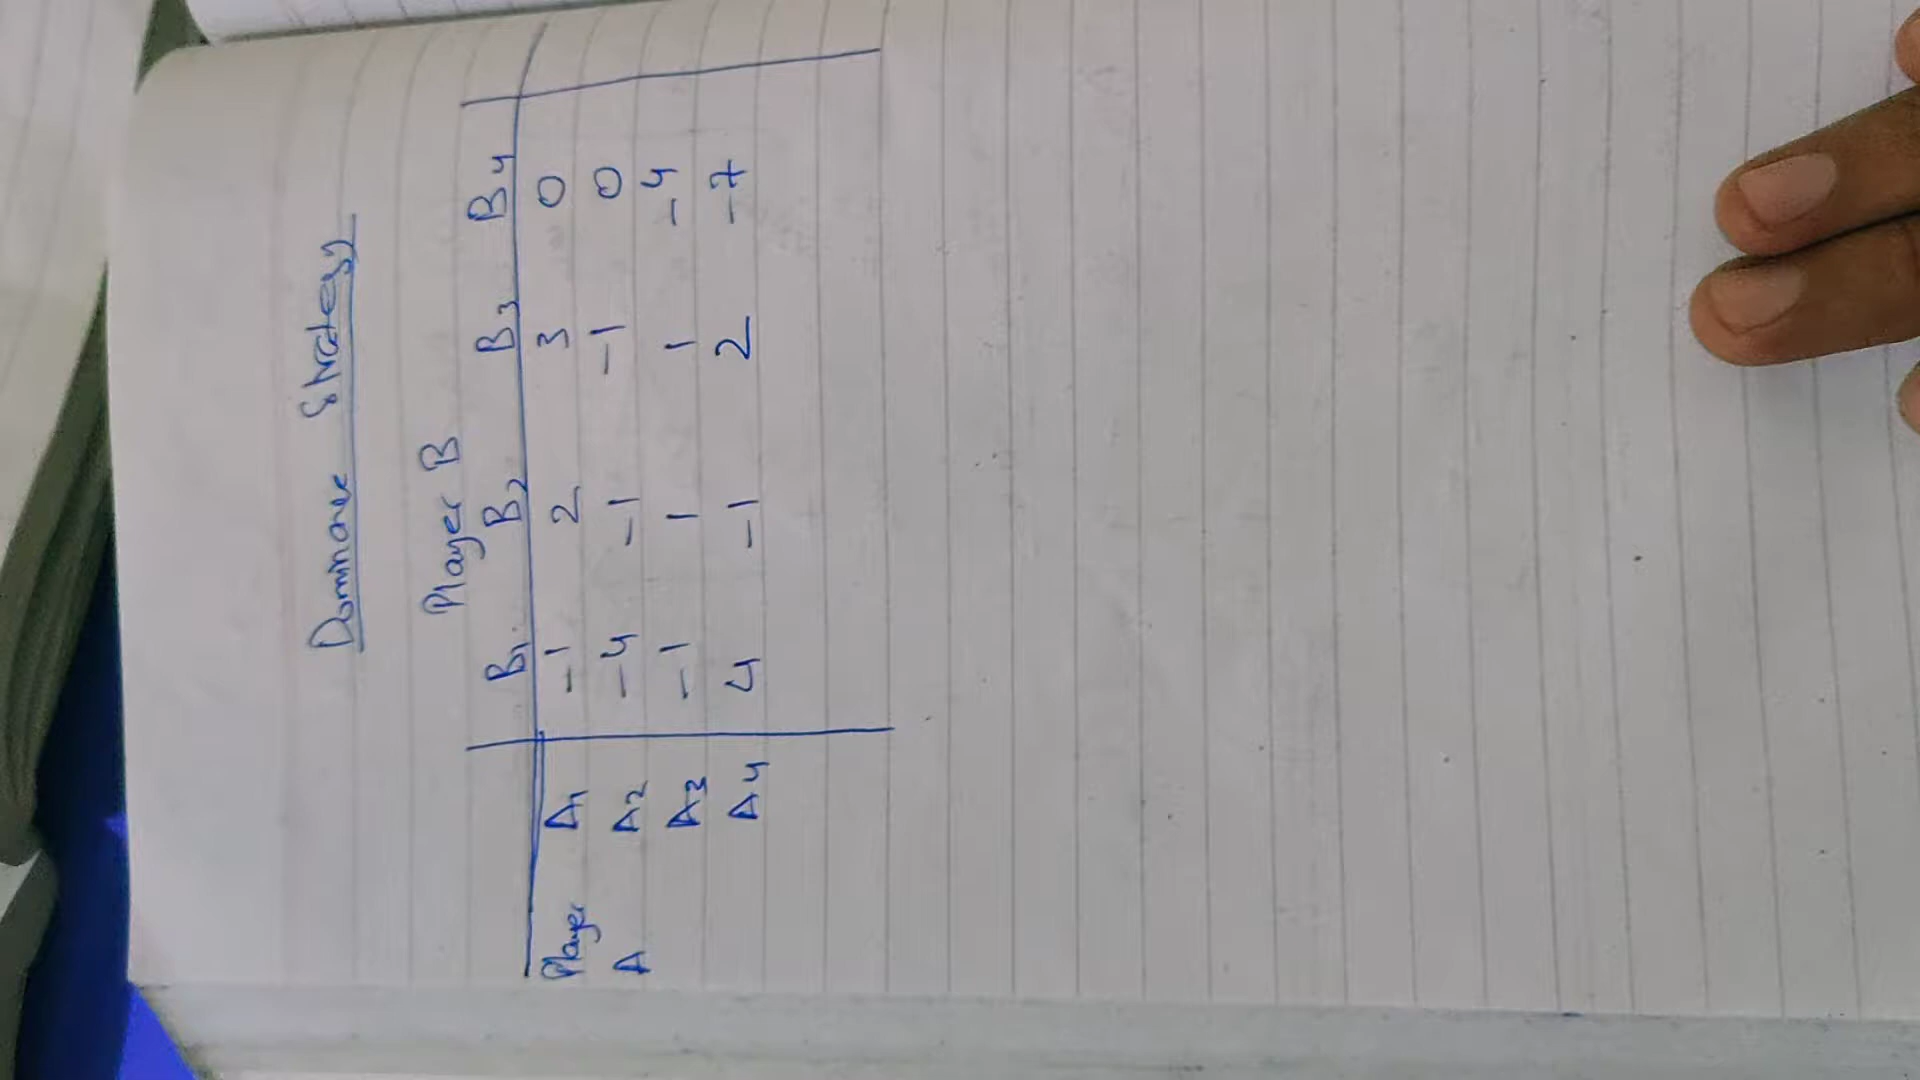 Dominance Strategy
Player B
B1 B2 B3 B4
Player A1 -1 2 3 0
A A2 -4 -1 -1 0
A3 -1 1 1 -4
A4 4 -1 2 -7